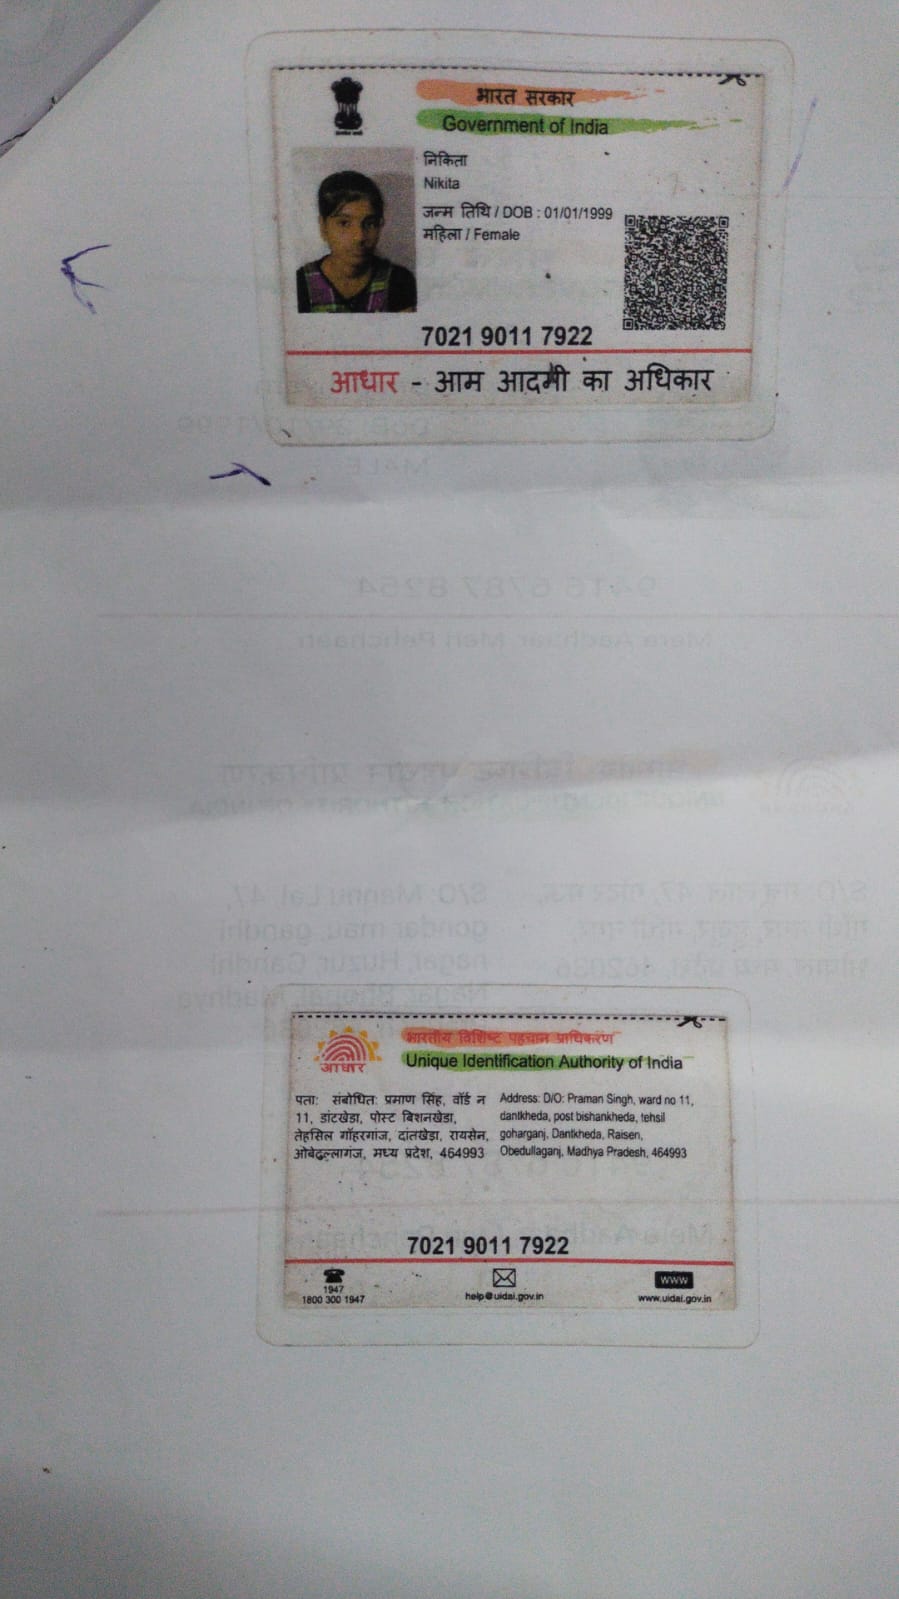 भारत सरकार
Government of India
निकिता
Nikita
जन्म तिथि / DOB : 01/01/1999
महिला / Female
7021 9011 7922
आधार - आम आदमी का अधिकार
भारतीय विशिष्ट पहचान प्राधिकरण
Unique Identification Authority of India
आधार
पता: संबोधित: प्रमाण सिंह, वॉर्ड न
11, डांटखेडा, पोस्ट बिशनखेडा,
तेहसिल गॉहरगांज, दांतखेडा, रायसेन,
ओबेदुल्लागंज, मध्य प्रदेश, 464993
Address: D/O: Praman Singh, ward no 11,
dantkheda, post bishankheda, tehsil
goharganj, Dantkheda, Raisen,
Obedullaganj, Madhya Pradesh, 464993
7021 9011 7922
1947
1800 300 1947
help@uidai.gov.in
www
www.uidai.gov.in